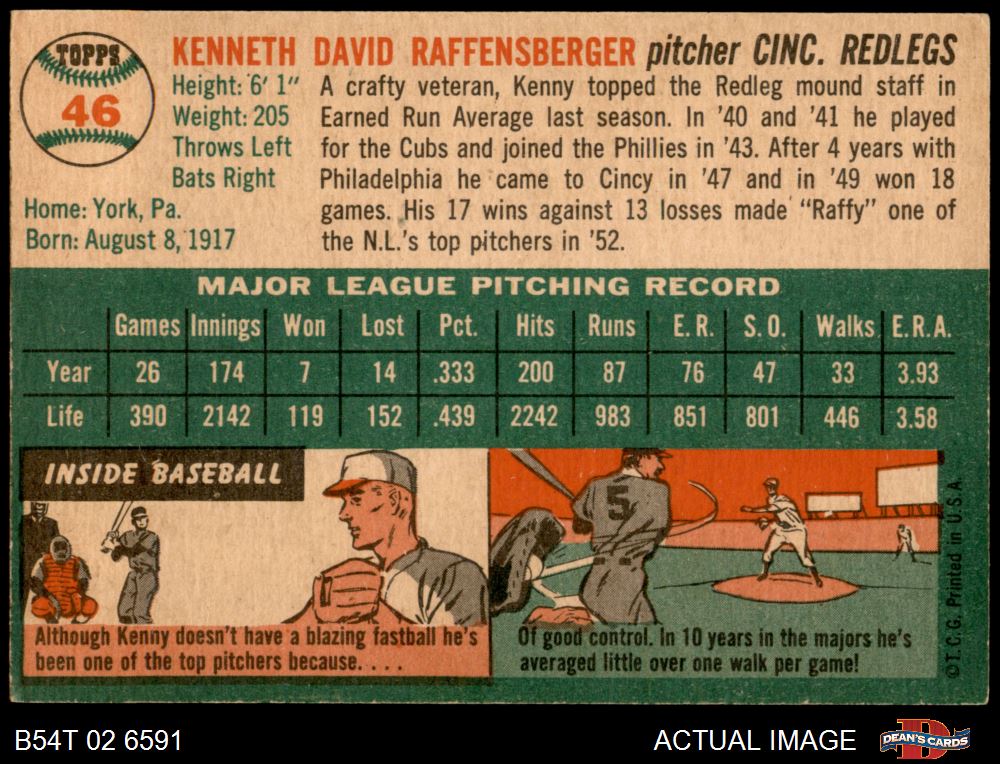 TOPPS
46
KENNETH DAVID RAFFENSBERGER pitcher CINC. REDLEGS
Height: 6' 1"
Weight: 205
Throws Left
Bats Right
Home: York, Pa.
Born: August 8, 1917
A crafty veteran, Kenny topped the Redleg mound staff in
Earned Run Average last season. In '40 and '41 he played
for the Cubs and joined the Phillies in '43. After 4 years with
Philadelphia he came to Cincy in '47 and in '49 won 18
games. His 17 wins against 13 losses made "Raffy" one of
the N.L.'s top pitchers in '52.
MAJOR LEAGUE PITCHING RECORD
Games Innings Won Lost Pct. Hits Runs E.R. S.O. Walks E.R.A.
Year 26 174 7 14 .333 200 87 76 47 33 3.93
Life 390 2142 119 152 .439 2242 983 851 801 446 3.58
INSIDE BASEBALL
Although Kenny doesn't have a blazing fastball he's
been one of the top pitchers because. . . .
5
Of good control. In 10 years in the majors he's
averaged little over one walk per game!
© T.C.G. Printed in U.S.A.
B54T 02 6591
ACTUAL IMAGE
D
DEAN'S CARDS